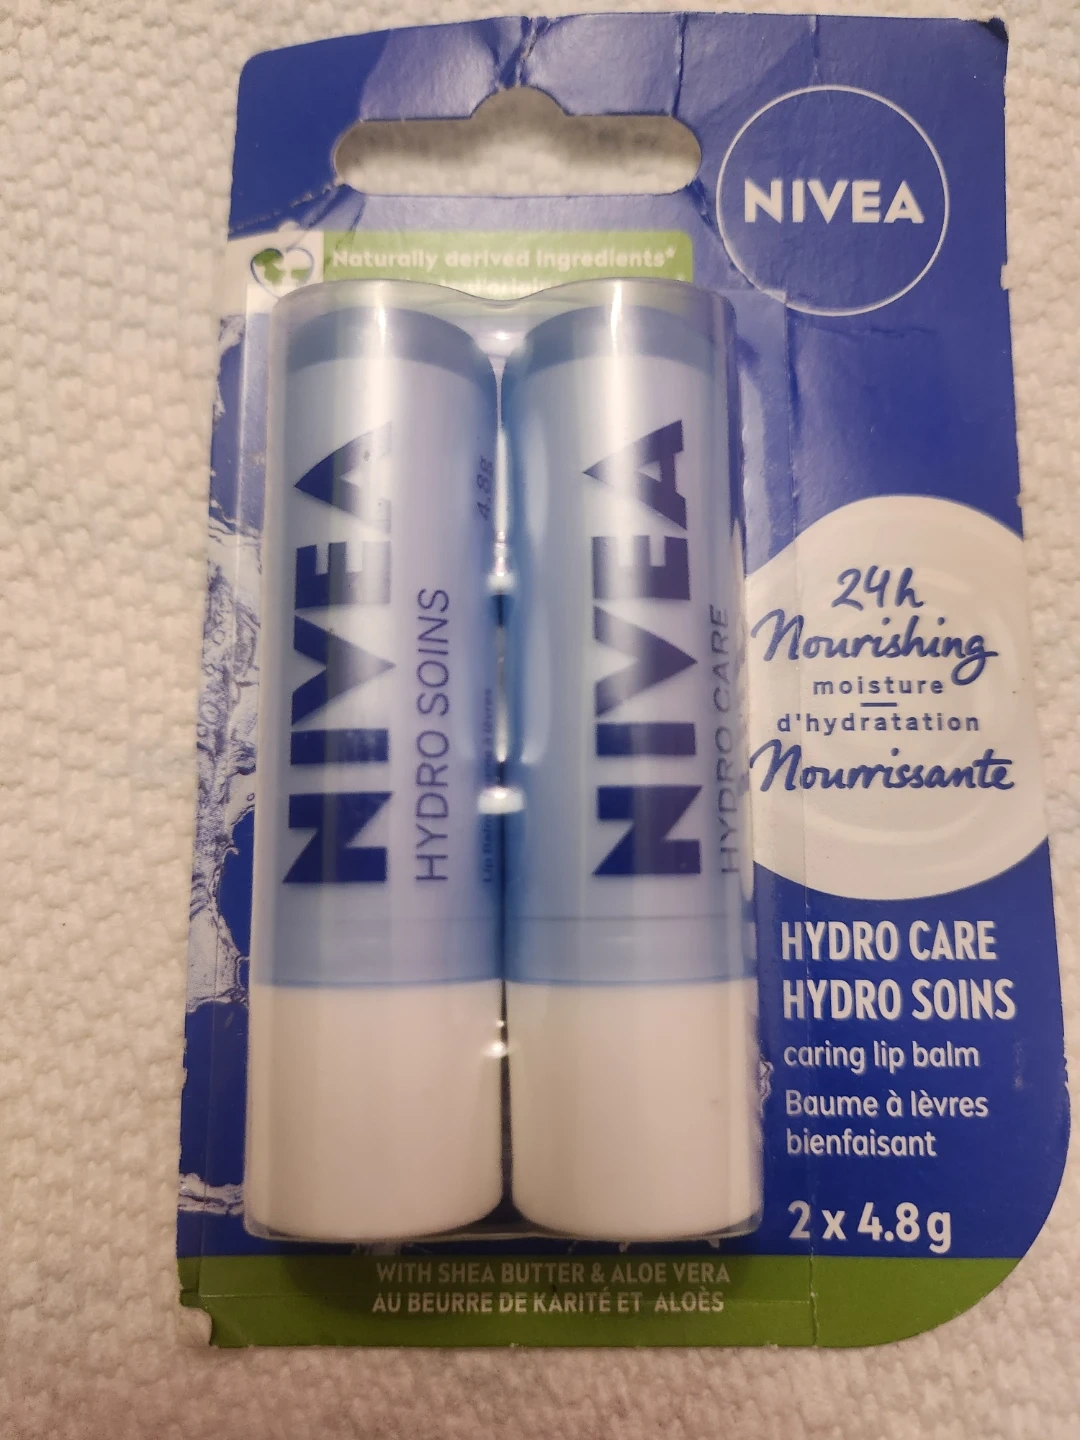 NIVEA
Naturally derived ingredients*
NIVEA
HYDRO SOINS
4.8g
NIVEA
HYDRO CARE
24h
Nourishing
moisture
d'hydratation
Nourrissante
HYDRO CARE
HYDRO SOINS
caring lip balm
Baume à lèvres
bienfaisant
2 x 4.8g
WITH SHEA BUTTER & ALOE VERA
AU BEURRE DE KARITÉ ET ALOÈS